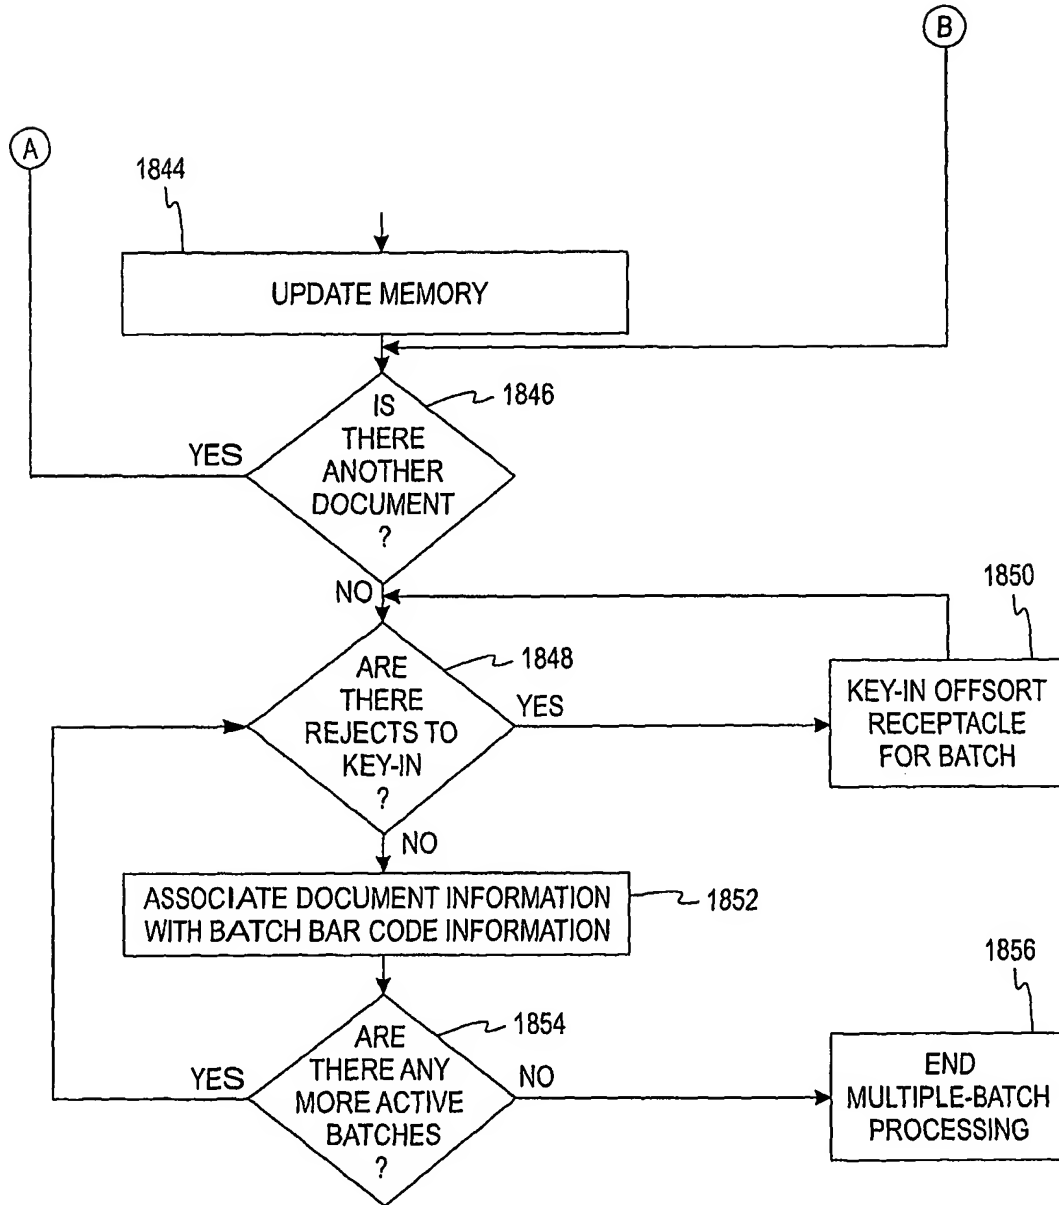 B
A
1844
UPDATE MEMORY
1846
IS
THERE
ANOTHER
DOCUMENT
?
YES
NO
1848
ARE
THERE
REJECTS TO
KEY-IN
?
YES
1850
KEY-IN OFFSORT
RECEPTACLE
FOR BATCH
NO
ASSOCIATE DOCUMENT INFORMATION
WITH BATCH BAR CODE INFORMATION
1852
1854
ARE
THERE ANY
MORE ACTIVE
BATCHES
?
YES
NO
1856
END
MULTIPLE-BATCH
PROCESSING